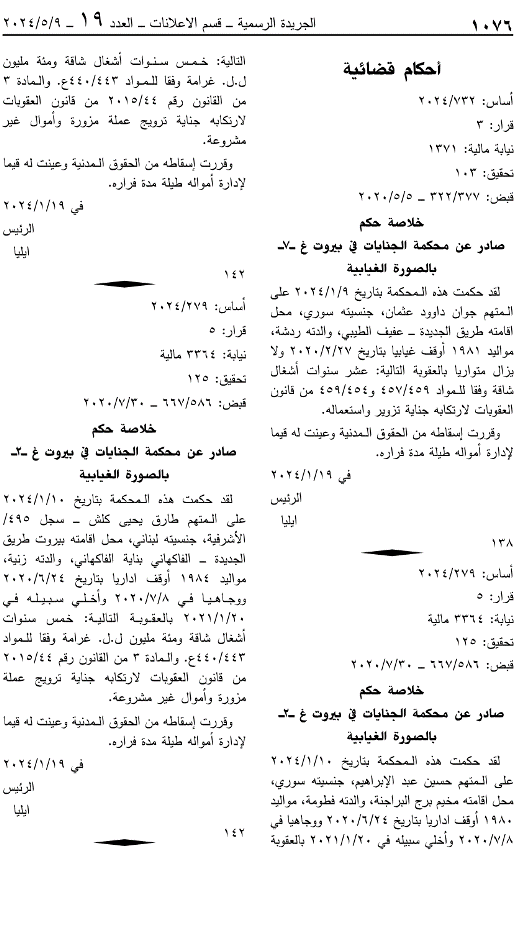 ١٠٧٦
الجريدة الرسمية ــ قسم الاعلانات ــ العدد ١٩ ــ ٢٠٢٤/٥/٩
أحكام قضائية
أساس: ٢٠٢٤/٧٣٢
قرار: ٣
نيابة مالية: ١٣٧١
تحقيق: ١٠٣
قبض: ٣٢٢/٣٧٧ ــ ٢٠٢٠/٥/٥
خلاصة حكم
صادر عن محكمة الجنايات في بيروت غ ـ٧ـ
بالصورة الغيابية
لقد حكمت هذه المحكمة بتاريخ ٢٠٢٤/١/٩ على
المتهم جوان داوود عثمان، جنسيته سوري، محل
اقامته طريق الجديدة ــ عفيف الطيبي، والدته ردشة،
مواليد ١٩٨١ أوقف غيابيا بتاريخ ٢٠٢٠/٢/٢٧ ولا
يزال متواريا بالعقوبة التالية: عشر سنوات أشغال
شاقة وفقا للمواد ٤٥٧/٤٥٩ و٤٥٩/٤٥٤ من قانون
العقوبات لارتكابه جناية تزوير واستعماله.
وقررت إسقاطه من الحقوق المدنية وعينت له قيما
لإدارة أمواله طيلة مدة فراره.
في ٢٠٢٤/١/١٩
الرئيس
ايليا
١٣٨
أساس: ٢٠٢٤/٢٧٩
قرار: ٥
نيابة: ٣٣٦٤ مالية
تحقيق: ١٢٥
قبض: ٦٦٧/٥٨٦ ــ ٢٠٢٠/٧/٣٠
خلاصة حكم
صادر عن محكمة الجنايات في بيروت غ ـ٢ـ
بالصورة الغيابية
لقد حكمت هذه المحكمة بتاريخ ٢٠٢٤/١/١٠
على المتهم حسين عبد الإبراهيم، جنسيته سوري،
محل اقامته مخيم برج البراجنة، والدته فطومة، مواليد
١٩٨٠ أوقف اداريا بتاريخ ٢٠٢٠/٦/٢٤ ووجاهيا في
٢٠٢٠/٧/٨ وأخلي سبيله في ٢٠٢١/١/٢٠ بالعقوبة
التالية: خمس سنوات أشغال شاقة ومئة مليون
ل.ل. غرامة وفقا للمواد ٤٤٠/٤٤٣ع. والمادة ٣
من القانون رقم ٢٠١٥/٤٤ من قانون العقوبات
لارتكابه جناية ترويج عملة مزورة وأموال غير
مشروعة.
وقررت إسقاطه من الحقوق المدنية وعينت له قيما
لإدارة أمواله طيلة مدة فراره.
في ٢٠٢٤/١/١٩
الرئيس
ايليا
١٤٢
أساس: ٢٠٢٤/٢٧٩
قرار: ٥
نيابة: ٣٣٦٤ مالية
تحقيق: ١٢٥
قبض: ٦٦٧/٥٨٦ ــ ٢٠٢٠/٧/٣٠
خلاصة حكم
صادر عن محكمة الجنايات في بيروت غ ـ٢ـ
بالصورة الغيابية
لقد حكمت هذه المحكمة بتاريخ ٢٠٢٤/١/١٠
على المتهم طارق يحيى كلش ــ سجل ٤٩٥/
الأشرفية، جنسيته لبناني، محل اقامته بيروت طريق
الجديدة ــ الفاكهاني بناية الفاكهاني، والدته زنية،
مواليد ١٩٨٤ أوقف اداريا بتاريخ ٢٠٢٠/٦/٢٤
ووجاهيا في ٢٠٢٠/٧/٨ وأخلي سبيله في
٢٠٢١/١/٢٠ بالعقوبة التالية: خمس سنوات
أشغال شاقة ومئة مليون ل.ل. غرامة وفقا للمواد
٤٤٠/٤٤٣ع. والمادة ٣ من القانون رقم ٢٠١٥/٤٤
من قانون العقوبات لارتكابه جناية ترويج عملة
مزورة وأموال غير مشروعة.
وقررت إسقاطه من الحقوق المدنية وعينت له قيما
لإدارة أمواله طيلة مدة فراره.
في ٢٠٢٤/١/١٩
الرئيس
ايليا
١٤٢